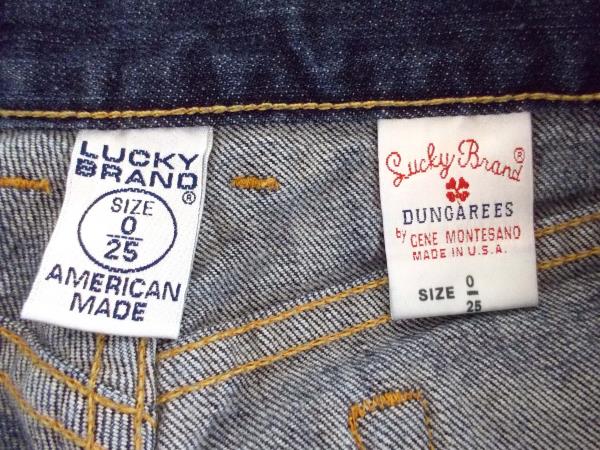 LUCKY
BRAND®
SIZE
0
25
AMERICAN
MADE
Lucky Brand®
DUNGAREES
by GENE MONTESANO
MADE IN U.S.A.
SIZE 0
25